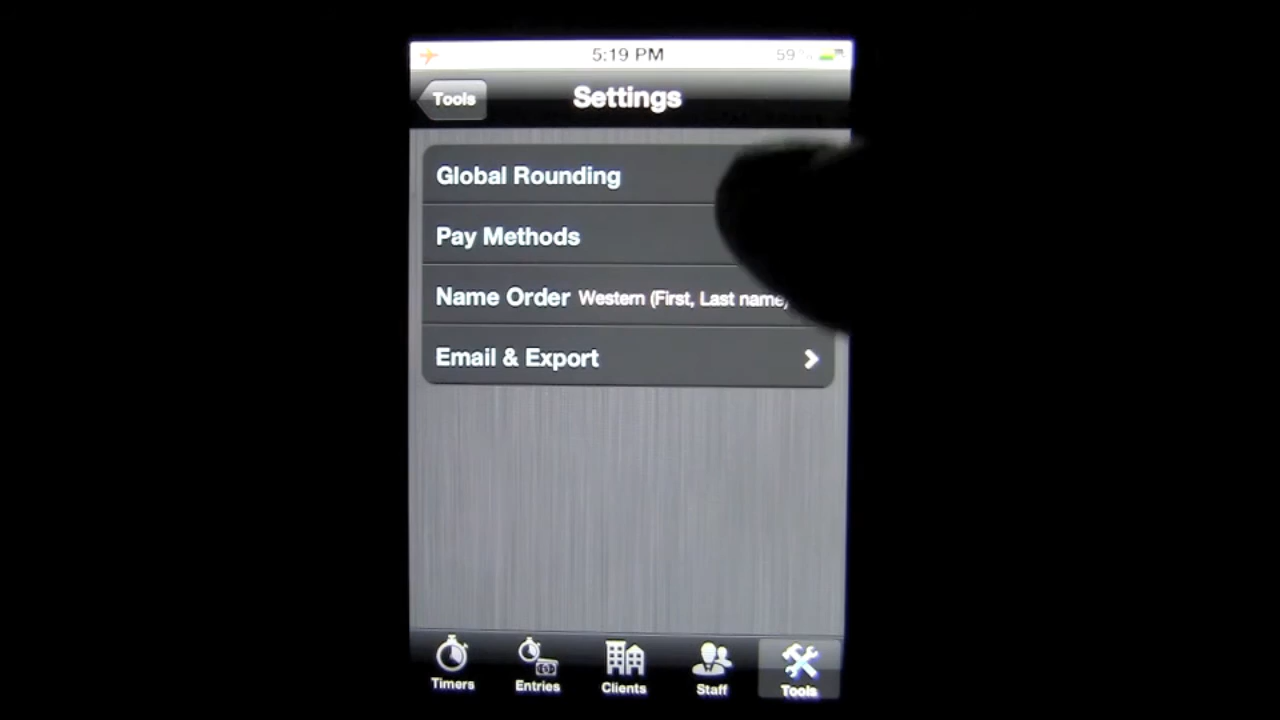 5:19 PM 59%
Tools Settings
Global Rounding
Pay Methods
Name Order Western (First, Last name)
Email & Export
Timers Entries Clients Staff Tools